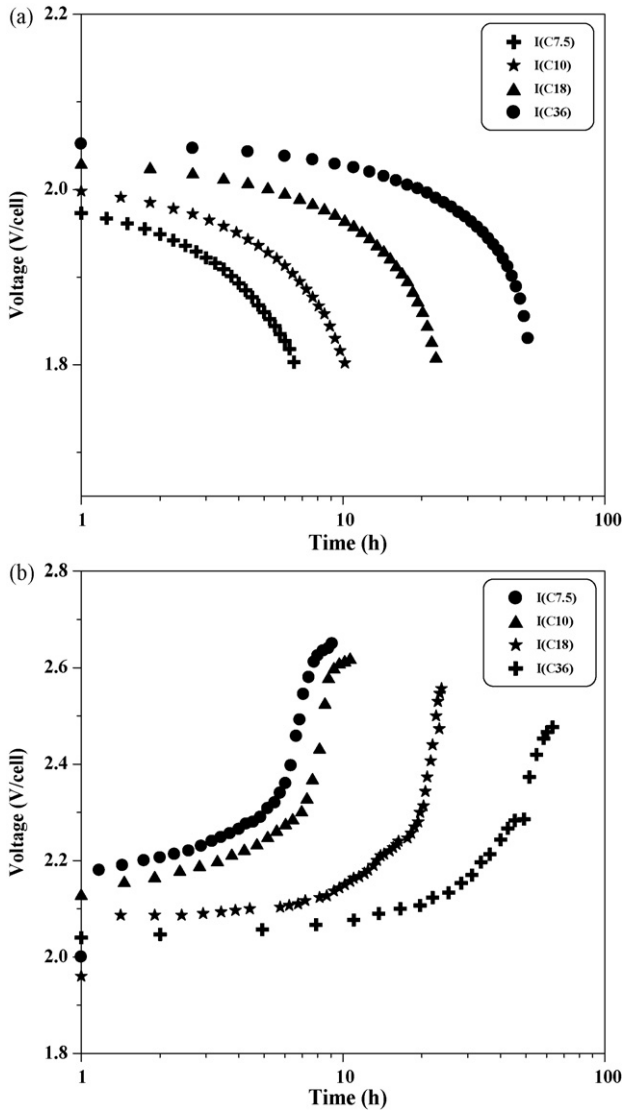 (a)
2.2
2.0
1.8
Voltage (V/cell)
I(C7.5)
I(C10)
I(C18)
I(C36)
1
10
100
Time (h)
(b)
2.8
2.6
2.4
2.2
2.0
1.8
Voltage (V/cell)
I(C7.5)
I(C10)
I(C18)
I(C36)
1
10
100
Time (h)